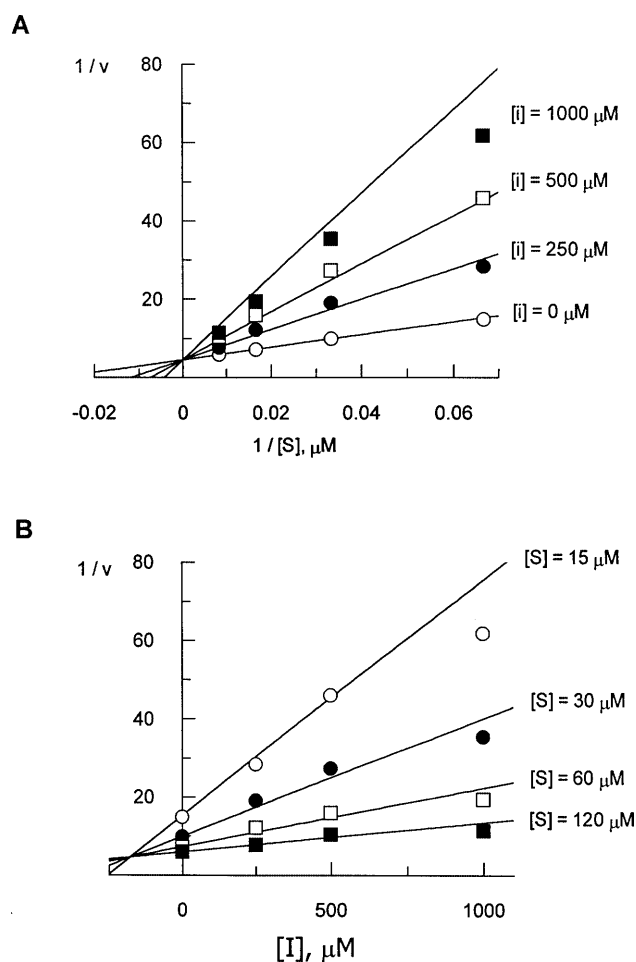 A
1 / v
80
60
40
20
[i] = 1000 μM
[i] = 500 μM
[i] = 250 μM
[i] = 0 μM
-0.02
0
0.02
0.04
0.06
1 / [S], μM
B
1 / v
80
60
40
20
[S] = 15 μM
[S] = 30 μM
[S] = 60 μM
[S] = 120 μM
0
500
1000
[I], μM